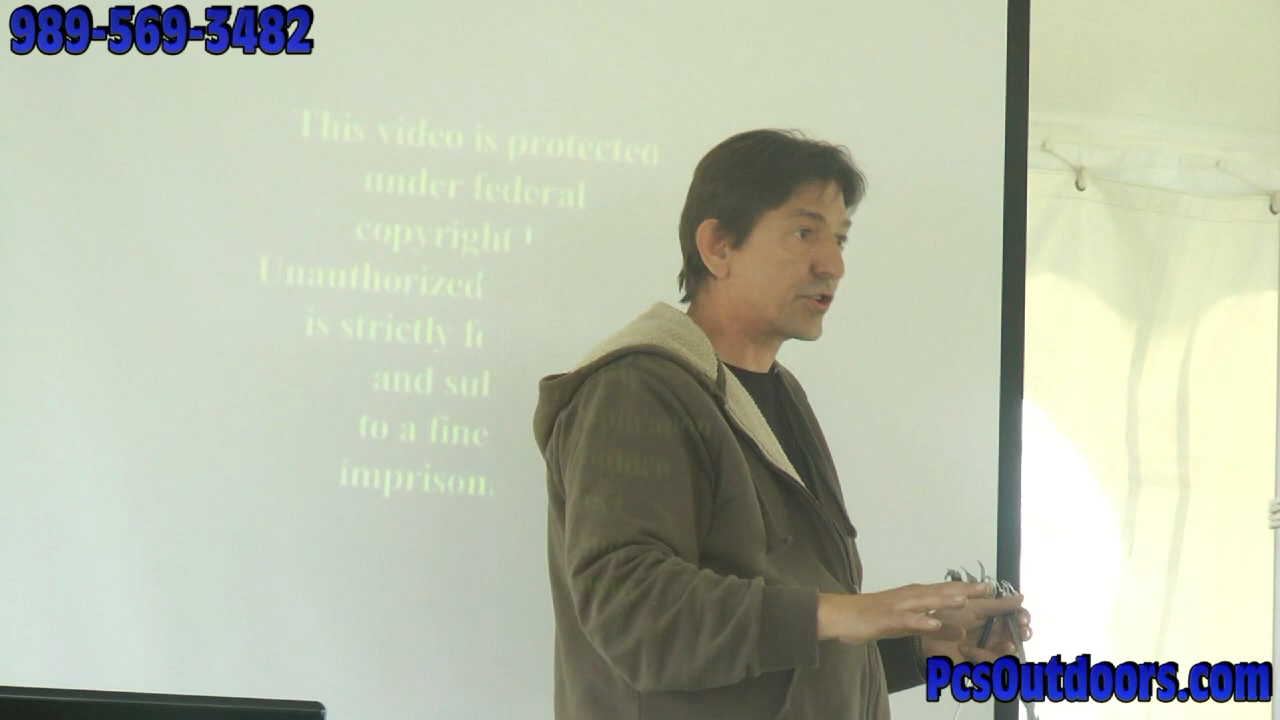 989-569-3482
This video is protected
under federal
copyright
Unauthorized
is strictly
and
to a fine
PcsOutdoors.com